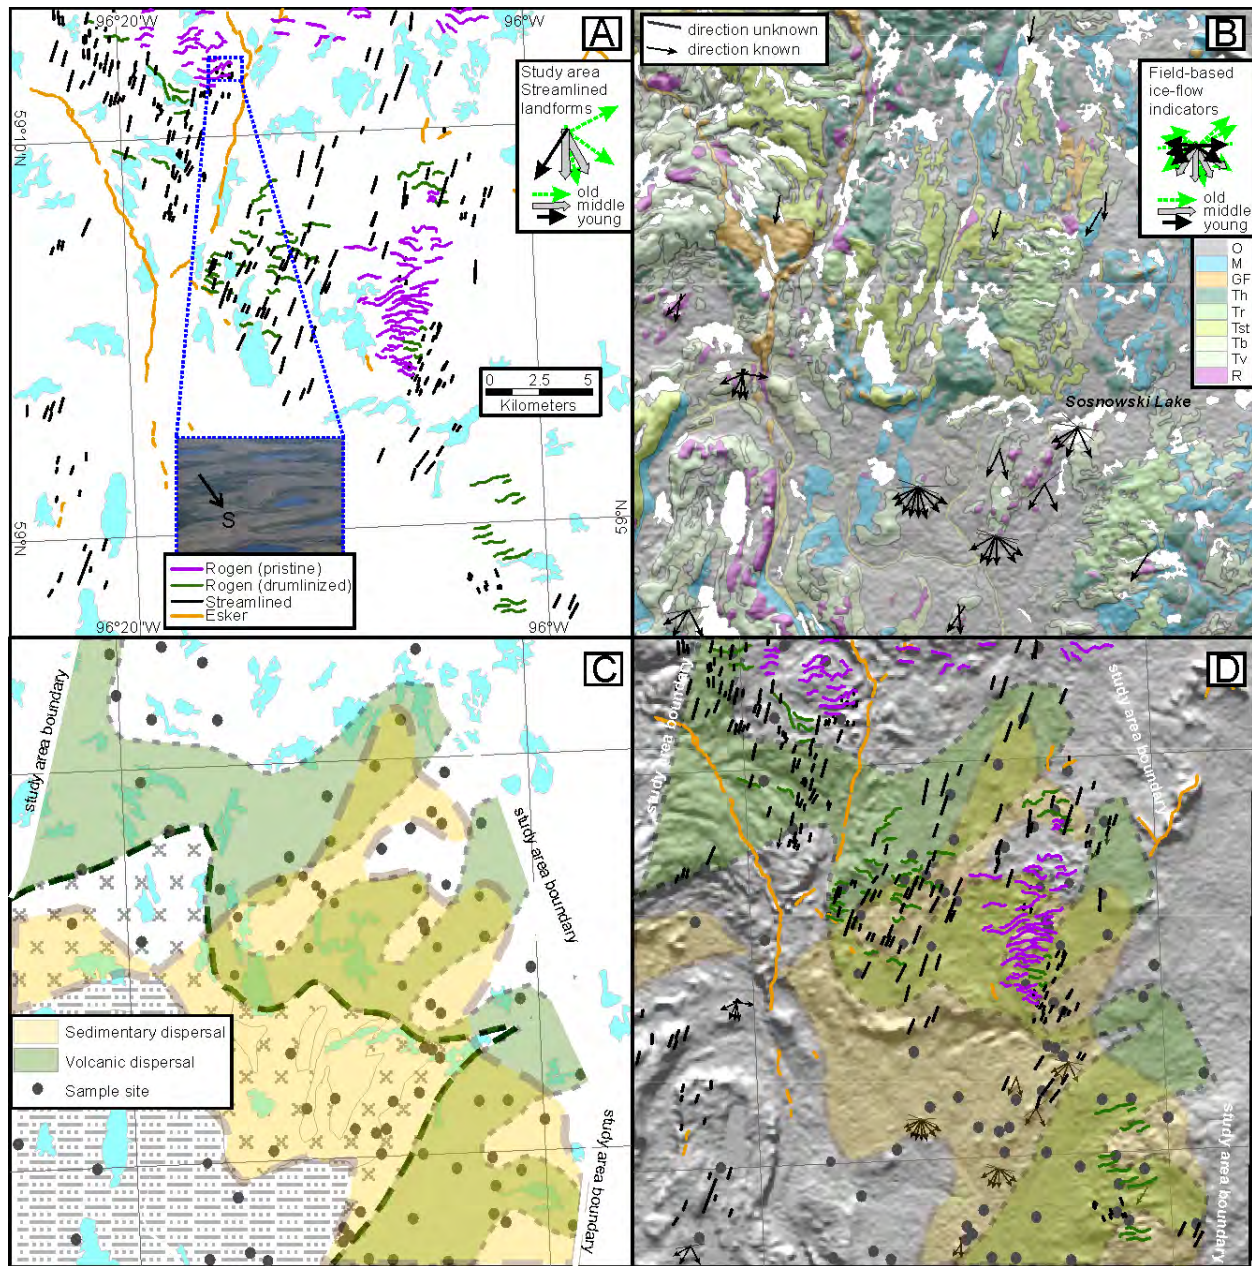 96°20'W
96°W
A
Study area
Streamlined
landforms
old
middle
young
59°10'N
0 2.5 5
Kilometers
S
59°N
59°N
Rogen (pristine)
Rogen (drumlinized)
Streamlined
Esker
96°20'W
96°W
direction unknown
direction known
B
Field-based
ice-flow
indicators
old
middle
young
O
M
GF
Th
Tr
Tst
Tb
Tv
R
Sosnowski Lake
C
study area boundary
study area boundary
study area boundary
Sedimentary dispersal
Volcanic dispersal
Sample site
D
study area boundary
study area boundary
study area boundary